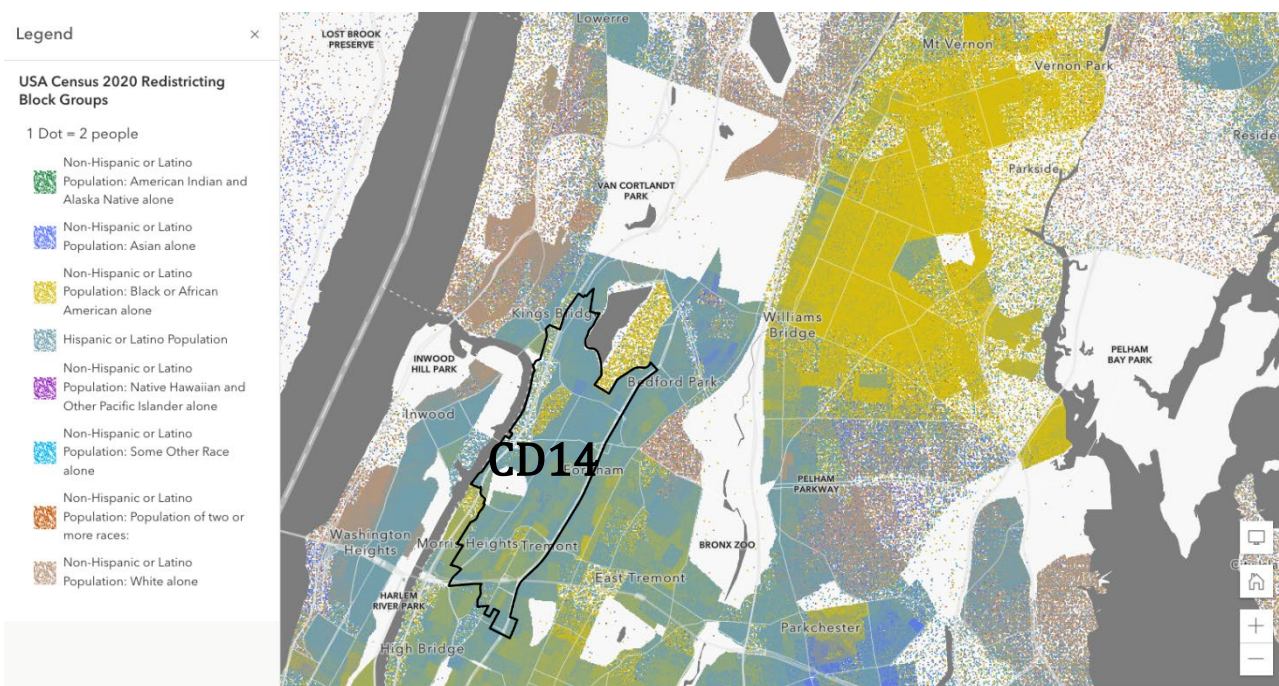 Legend
×
USA Census 2020 Redistricting
Block Groups
1 Dot = 2 people
Non-Hispanic or Latino
Population: American Indian and
Alaska Native alone
Non-Hispanic or Latino
Population: Asian alone
Non-Hispanic or Latino
Population: Black or African
American alone
Hispanic or Latino Population
Non-Hispanic or Latino
Population: Native Hawaiian and
Other Pacific Islander alone
Non-Hispanic or Latino
Population: Some Other Race
alone
Non-Hispanic or Latino
Population: Population of two or
more races:
Non-Hispanic or Latino
Population: White alone
Lowerre
LOST BROOK
PRESERVE
Mt Vernon
Vernon Park
Reside
Parkside
VAN CORTLANDT
PARK
Kings Bridg
Williams
Bridge
INWOOD
HILL PARK
PELHAM
BAY PARK
Bedford Park
Inwood
CD14
PELHAM
PARKWAY
Washington
Heights
Morris Heights
Tremont
BRONX ZOO
East Tremont
HARLEM
RIVER PARK
Parkchester
High Bridge